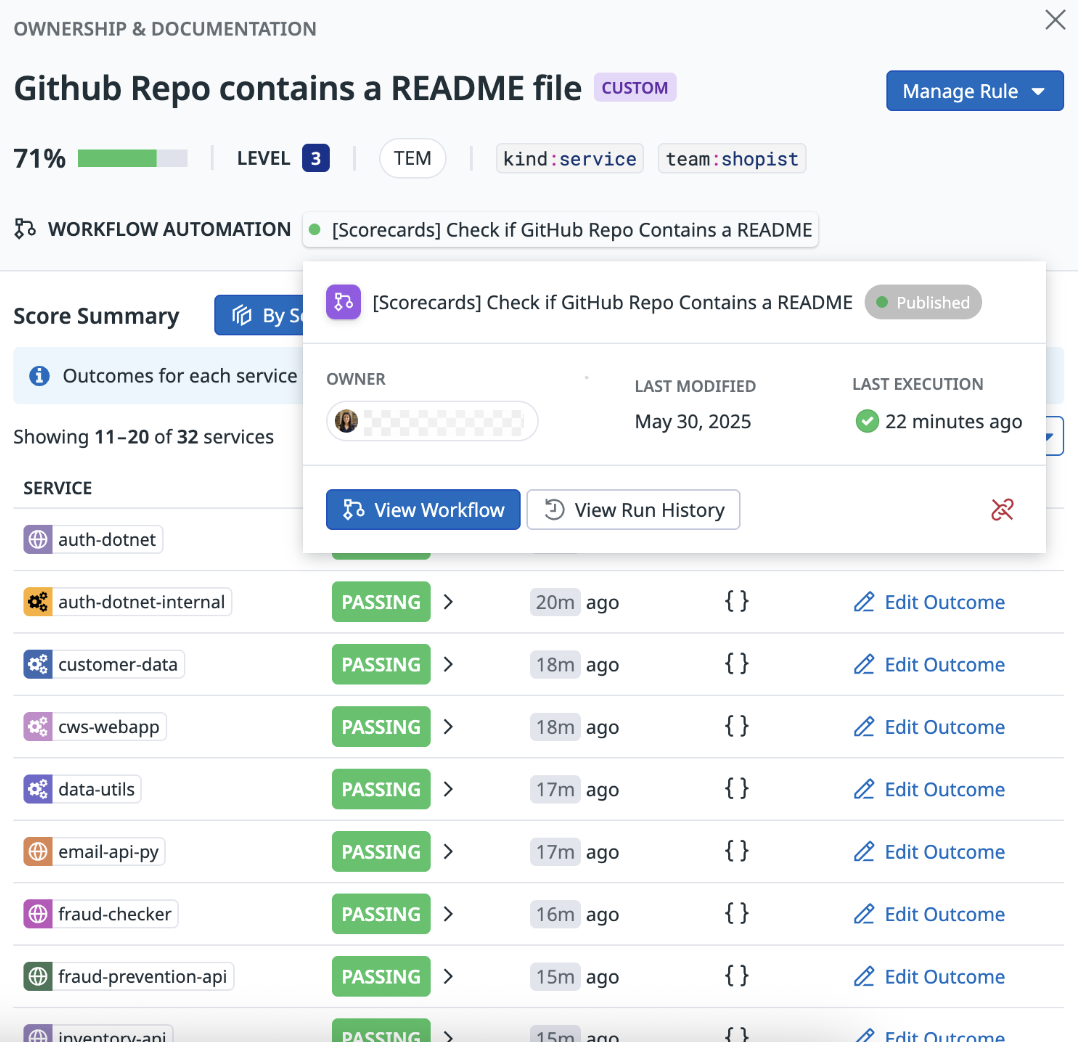 OWNERSHIP & DOCUMENTATION
Github Repo contains a README file CUSTOM Manage Rule
71% LEVEL 3 TEM kind:service team:shopist
WORKFLOW AUTOMATION [Scorecards] Check if GitHub Repo Contains a README
[Scorecards] Check if GitHub Repo Contains a README Published
Score Summary By
OWNER LAST MODIFIED LAST EXECUTION
Outcomes for each service
May 30, 2025 22 minutes ago
Showing 11–20 of 32 services
SERVICE
View Workflow View Run History
auth-dotnet
auth-dotnet-internal PASSING 20m ago { } Edit Outcome
customer-data PASSING 18m ago { } Edit Outcome
cws-webapp PASSING 18m ago { } Edit Outcome
data-utils PASSING 17m ago { } Edit Outcome
email-api-py PASSING 17m ago { } Edit Outcome
fraud-checker PASSING 16m ago { } Edit Outcome
fraud-prevention-api PASSING 15m ago { } Edit Outcome
inventory-api PASSING 15m ago { } Edit Outcome